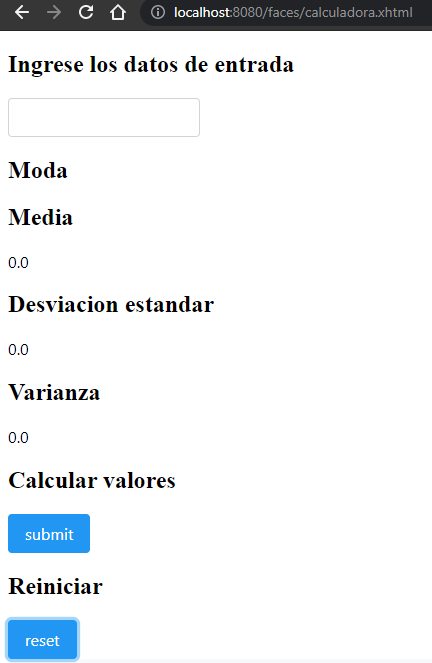 localhost:8080/faces/calculadora.xhtml
Ingrese los datos de entrada
Moda
Media
0.0
Desviacion estandar
0.0
Varianza
0.0
Calcular valores
submit
Reiniciar
reset